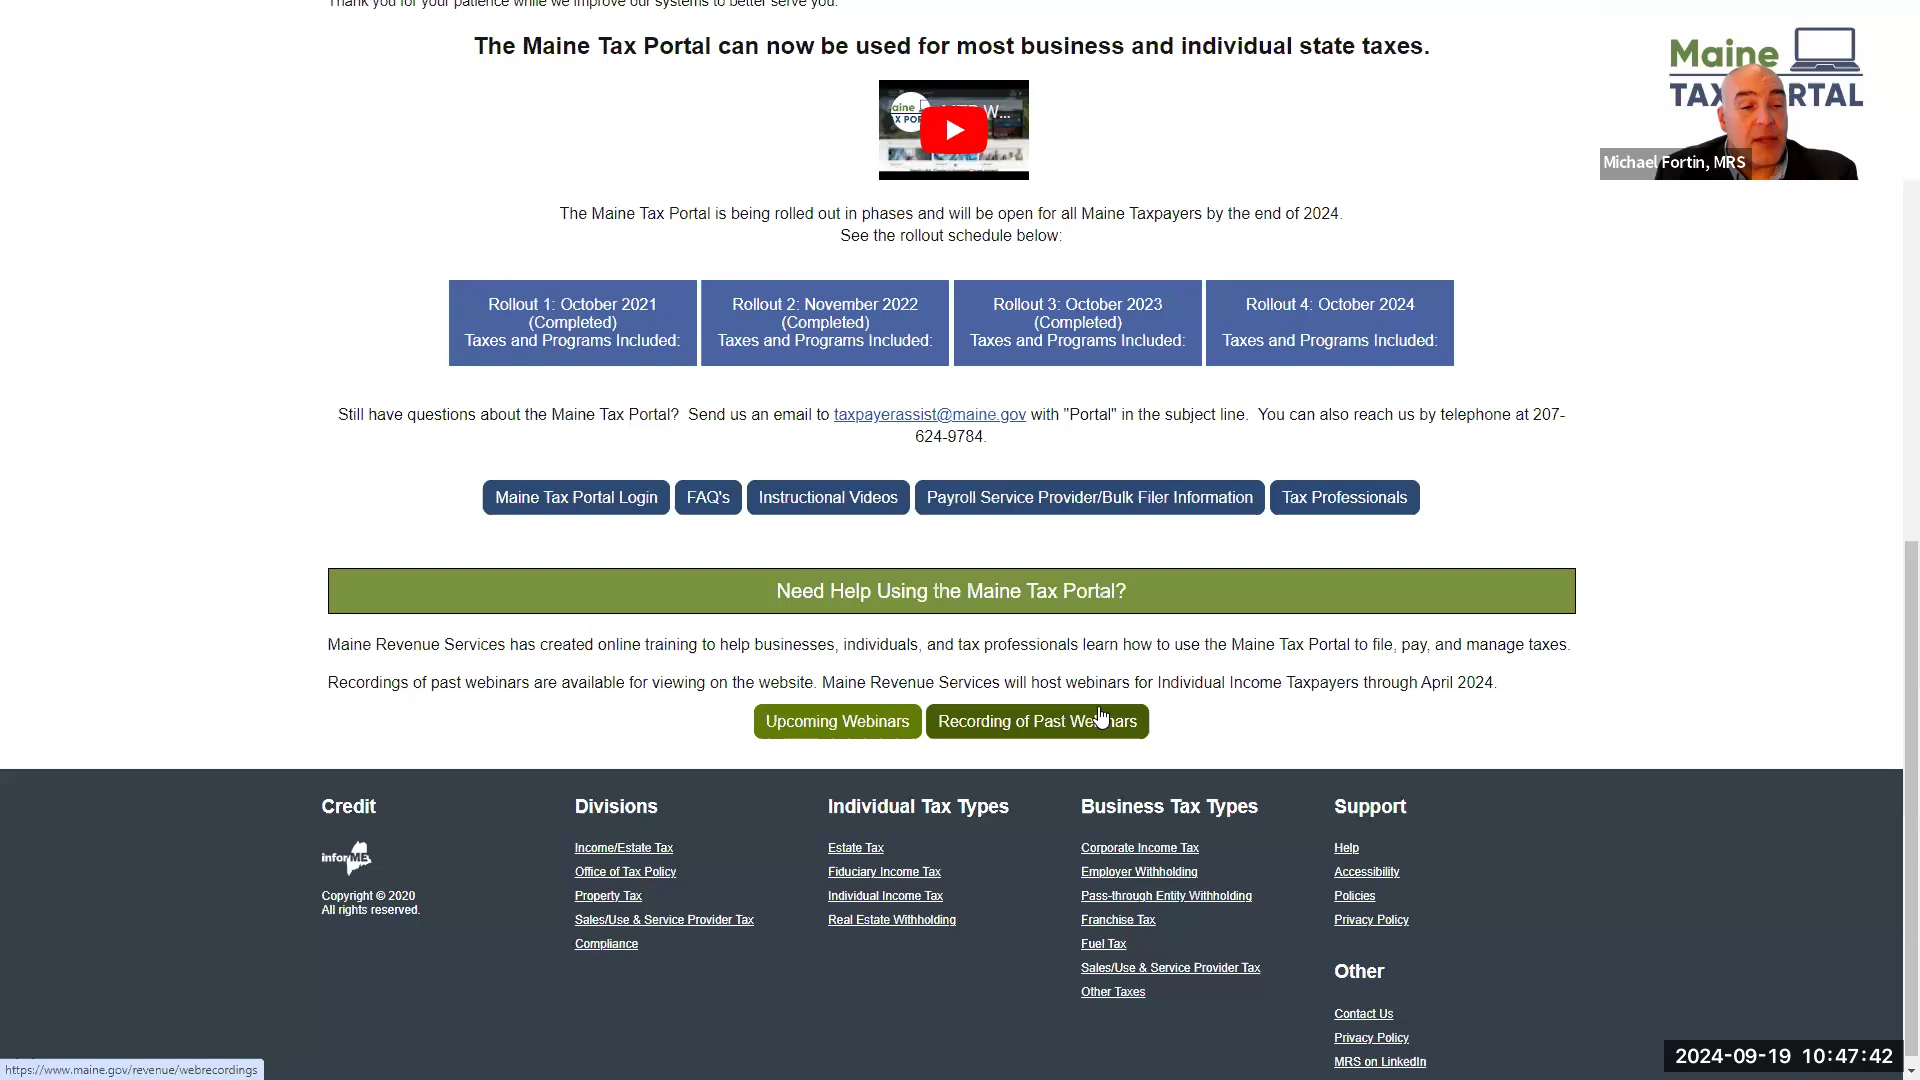 Thank you for your patience while we improve our systems to better serve you.
The Maine Tax Portal can now be used for most business and individual state taxes.
The Maine Tax Portal is being rolled out in phases and will be open for all Maine Taxpayers by the end of 2024.
See the rollout schedule below:
Rollout 1: October 2021
(Completed)
Taxes and Programs Included:
Rollout 2: November 2022
(Completed)
Taxes and Programs Included:
Rollout 3: October 2023
(Completed)
Taxes and Programs Included:
Rollout 4: October 2024
Taxes and Programs Included:
Still have questions about the Maine Tax Portal?  Send us an email to taxpayerassist@maine.gov with "Portal" in the subject line.  You can also reach us by telephone at 207-
624-9784.
Maine Tax Portal Login
FAQ's
Instructional Videos
Payroll Service Provider/Bulk Filer Information
Tax Professionals
Need Help Using the Maine Tax Portal?
Maine Revenue Services has created online training to help businesses, individuals, and tax professionals learn how to use the Maine Tax Portal to file, pay, and manage taxes.
Recordings of past webinars are available for viewing on the website. Maine Revenue Services will host webinars for Individual Income Taxpayers through April 2024.
Upcoming Webinars
Recording of Past Webinars
Credit
inforME
Copyright © 2020
All rights reserved.
Divisions
Income/Estate Tax
Office of Tax Policy
Property Tax
Sales/Use & Service Provider Tax
Compliance
Individual Tax Types
Estate Tax
Fiduciary Income Tax
Individual Income Tax
Real Estate Withholding
Business Tax Types
Corporate Income Tax
Employer Withholding
Pass-through Entity Withholding
Franchise Tax
Fuel Tax
Sales/Use & Service Provider Tax
Other Taxes
Support
Help
Accessibility
Policies
Privacy Policy
Other
Contact Us
Privacy Policy
MRS on LinkedIn
Maine
TAX PORTAL
Michael Fortin, MRS
https://www.maine.gov/revenue/webrecordings
2024-09-19 10:47:42